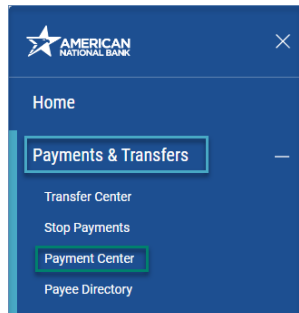 AMERICAN
NATIONAL BANK
Home
Payments & Transfers
Transfer Center
Stop Payments
Payment Center
Payee Directory